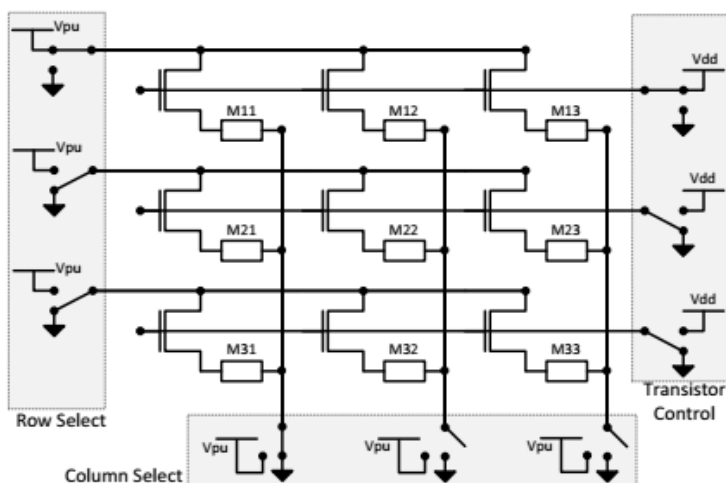 Vpu
Vdd
M11
M12
M13
Vpu
Vdd
M21
M22
M23
Vpu
Vdd
M31
M32
M33
Row Select
Transistor
Control
Vpu
Vpu
Vpu
Column Select